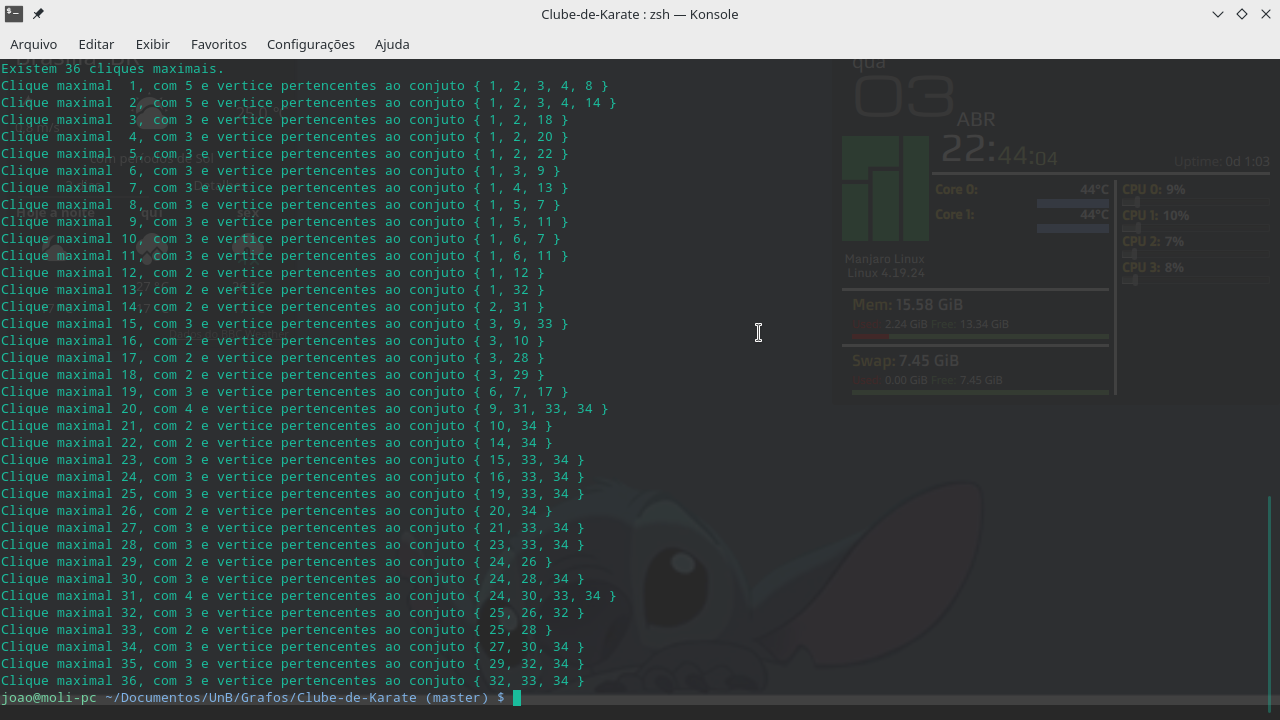 Clube-de-Karate : zsh — Konsole
Arquivo Editar Exibir Favoritos Configurações Ajuda
Existem 36 cliques maximais.
Clique maximal  1, com 5 e vertice pertencentes ao conjuto { 1, 2, 3, 4, 8 }
Clique maximal  2, com 5 e vertice pertencentes ao conjuto { 1, 2, 3, 4, 14 }
Clique maximal  3, com 3 e vertice pertencentes ao conjuto { 1, 2, 18 }
Clique maximal  4, com 3 e vertice pertencentes ao conjuto { 1, 2, 20 }
Clique maximal  5, com 3 e vertice pertencentes ao conjuto { 1, 2, 22 }
Clique maximal  6, com 3 e vertice pertencentes ao conjuto { 1, 3, 9 }
Clique maximal  7, com 3 e vertice pertencentes ao conjuto { 1, 4, 13 }
Clique maximal  8, com 3 e vertice pertencentes ao conjuto { 1, 5, 7 }
Clique maximal  9, com 3 e vertice pertencentes ao conjuto { 1, 5, 11 }
Clique maximal 10, com 3 e vertice pertencentes ao conjuto { 1, 6, 7 }
Clique maximal 11, com 3 e vertice pertencentes ao conjuto { 1, 6, 11 }
Clique maximal 12, com 2 e vertice pertencentes ao conjuto { 1, 12 }
Clique maximal 13, com 2 e vertice pertencentes ao conjuto { 1, 32 }
Clique maximal 14, com 2 e vertice pertencentes ao conjuto { 2, 31 }
Clique maximal 15, com 3 e vertice pertencentes ao conjuto { 3, 9, 33 }
Clique maximal 16, com 2 e vertice pertencentes ao conjuto { 3, 10 }
Clique maximal 17, com 2 e vertice pertencentes ao conjuto { 3, 28 }
Clique maximal 18, com 2 e vertice pertencentes ao conjuto { 3, 29 }
Clique maximal 19, com 3 e vertice pertencentes ao conjuto { 6, 7, 17 }
Clique maximal 20, com 4 e vertice pertencentes ao conjuto { 9, 31, 33, 34 }
Clique maximal 21, com 2 e vertice pertencentes ao conjuto { 10, 34 }
Clique maximal 22, com 2 e vertice pertencentes ao conjuto { 14, 34 }
Clique maximal 23, com 3 e vertice pertencentes ao conjuto { 15, 33, 34 }
Clique maximal 24, com 3 e vertice pertencentes ao conjuto { 16, 33, 34 }
Clique maximal 25, com 3 e vertice pertencentes ao conjuto { 19, 33, 34 }
Clique maximal 26, com 2 e vertice pertencentes ao conjuto { 20, 34 }
Clique maximal 27, com 3 e vertice pertencentes ao conjuto { 21, 33, 34 }
Clique maximal 28, com 3 e vertice pertencentes ao conjuto { 23, 33, 34 }
Clique maximal 29, com 2 e vertice pertencentes ao conjuto { 24, 26 }
Clique maximal 30, com 3 e vertice pertencentes ao conjuto { 24, 28, 34 }
Clique maximal 31, com 4 e vertice pertencentes ao conjuto { 24, 30, 33, 34 }
Clique maximal 32, com 3 e vertice pertencentes ao conjuto { 25, 26, 32 }
Clique maximal 33, com 2 e vertice pertencentes ao conjuto { 25, 28 }
Clique maximal 34, com 3 e vertice pertencentes ao conjuto { 27, 30, 34 }
Clique maximal 35, com 3 e vertice pertencentes ao conjuto { 29, 32, 34 }
Clique maximal 36, com 3 e vertice pertencentes ao conjuto { 32, 33, 34 }
joao@moli-pc ~/Documentos/UnB/Grafos/Clube-de-Karate (master) $
qua
03
ABR
22:44:04
Uptime: 0d 1:03
Core 0: 44°C
Core 1: 44°C
CPU 0: 9%
CPU 1: 10%
CPU 2: 7%
CPU 3: 8%
Manjaro Linux
Linux 4.19.24
Mem: 15.58 GiB
2.24 GiB Free: 13.34 GiB
Swap: 7.45 GiB
0.00 GiB Free: 7.45 GiB